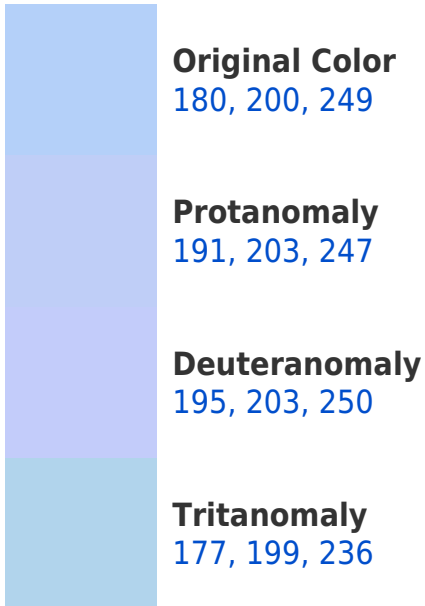 Original Color
180, 200, 249
Protanomaly
191, 203, 247
Deuteranomaly
195, 203, 250
Tritanomaly
177, 199, 236